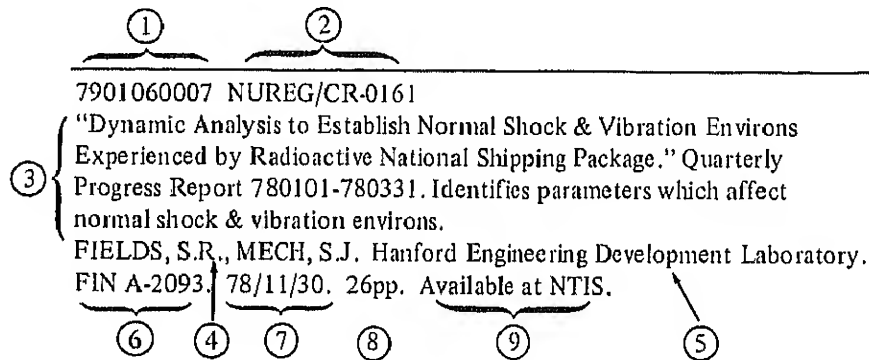 ① ②
7901060007 NUREG/CR-0161
"Dynamic Analysis to Establish Normal Shock & Vibration Environs
Experienced by Radioactive National Shipping Package." Quarterly
③ Progress Report 780101-780331. Identifies parameters which affect
normal shock & vibration environs.
FIELDS, S.R., MECH, S.J. Hanford Engineering Development Laboratory.
FIN A-2093. 78/11/30. 26pp. Available at NTIS.
⑥ ④ ⑦ ⑧ ⑨ ⑤